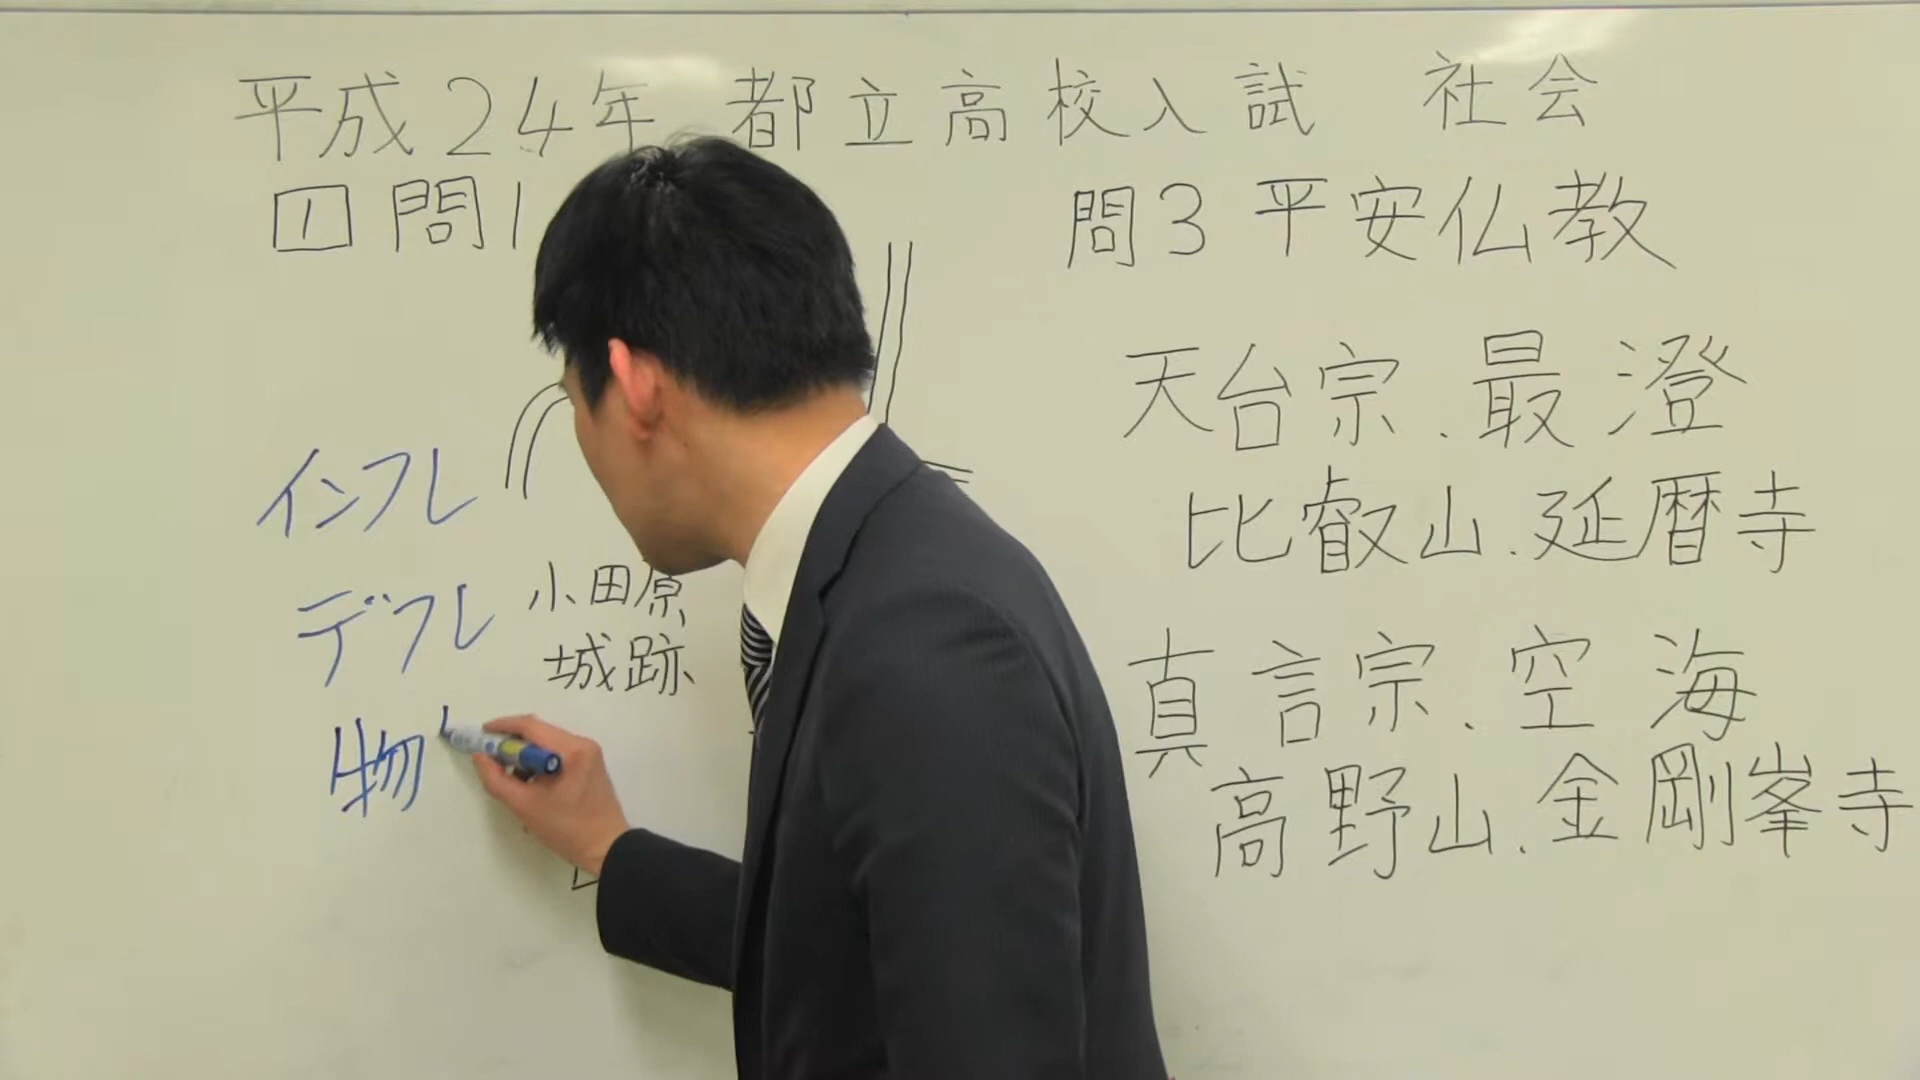 平成24年 都立高校入試 社会
1 問1
インフレ
デフレ
物
小田原
城跡
問3 平安仏教
天台宗.最澄
比叡山.延暦寺
真言宗.空海
高野山.金剛峯寺